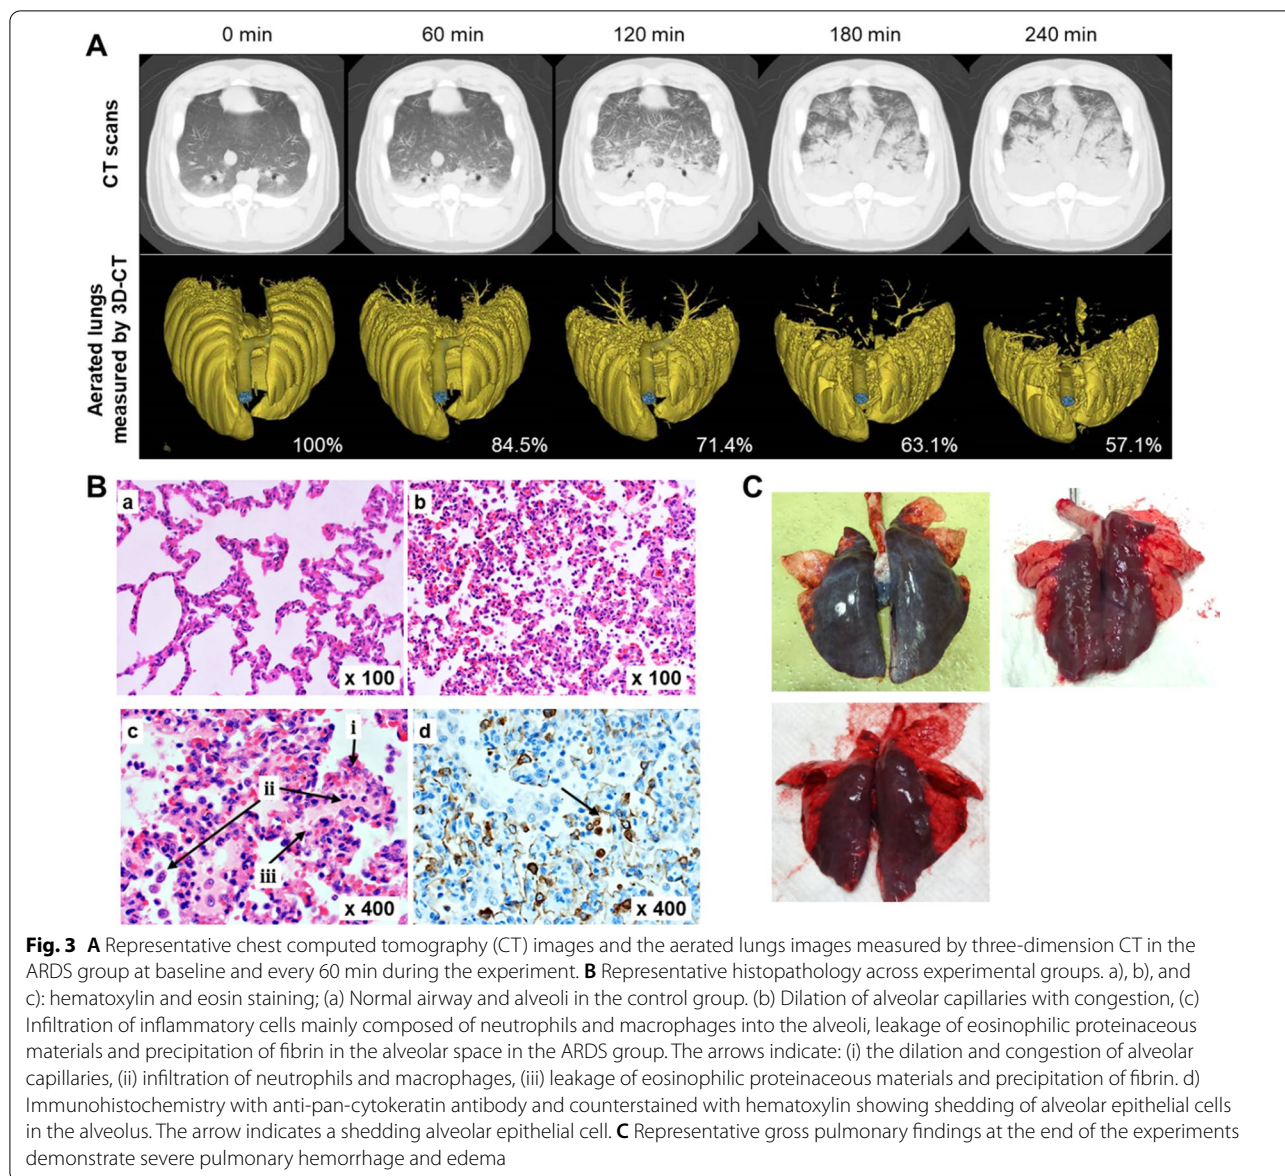 A
0 min
60 min
120 min
180 min
240 min
CT scans
Aerated lungs
measured by 3D-CT
100%
84.5%
71.4%
63.1%
57.1%
B
a
x 100
b
x 100
c
i
ii
iii
x 400
d
x 400
C
Fig. 3 A Representative chest computed tomography (CT) images and the aerated lungs images measured by three-dimension CT in the
ARDS group at baseline and every 60 min during the experiment. B Representative histopathology across experimental groups. a), b), and
c): hematoxylin and eosin staining; (a) Normal airway and alveoli in the control group. (b) Dilation of alveolar capillaries with congestion, (c)
Infiltration of inflammatory cells mainly composed of neutrophils and macrophages into the alveoli, leakage of eosinophilic proteinaceous
materials and precipitation of fibrin in the alveolar space in the ARDS group. The arrows indicate: (i) the dilation and congestion of alveolar
capillaries, (ii) infiltration of neutrophils and macrophages, (iii) leakage of eosinophilic proteinaceous materials and precipitation of fibrin. d)
Immunohistochemistry with anti-pan-cytokeratin antibody and counterstained with hematoxylin showing shedding of alveolar epithelial cells
in the alveolus. The arrow indicates a shedding alveolar epithelial cell. C Representative gross pulmonary findings at the end of the experiments
demonstrate severe pulmonary hemorrhage and edema